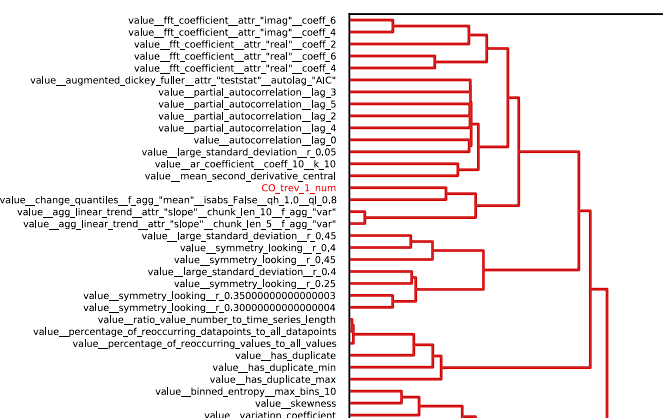 value__fft_coefficient__attr_"imag"__coeff_6
value__fft_coefficient__attr_"imag"__coeff_4
value__fft_coefficient__attr_"real"__coeff_2
value__fft_coefficient__attr_"real"__coeff_6
value__fft_coefficient__attr_"real"__coeff_4
value__augmented_dickey_fuller__attr_"teststat"__autolag_"AIC"
value__partial_autocorrelation__lag_3
value__partial_autocorrelation__lag_5
value__partial_autocorrelation__lag_2
value__partial_autocorrelation__lag_4
value__autocorrelation__lag_0
value__large_standard_deviation__r_0.05
value__ar_coefficient__coeff_10__k_10
value__mean_second_derivative_central
CO_trev_1_num
value__change_quantiles__f_agg_"mean"__isabs_False__qh_1,0__ql_0,8
value__agg_linear_trend__attr_"slope"__chunk_len_10__f_agg_"var"
value__agg_linear_trend__attr_"slope"__chunk_len_5__f_agg_"var"
value__large_standard_deviation__r_0,45
value__symmetry_looking__r_0,4
value__symmetry_looking__r_0,45
value__large_standard_deviation__r_0.4
value__symmetry_looking__r_0.25
value__symmetry_looking__r_0.35000000000000003
value__symmetry_looking__r_0.30000000000000004
value__ratio_value_number_to_time_series_length
value__percentage_of_reoccurring_datapoints_to_all_datapoints
value__percentage_of_reoccurring_values_to_all_values
value__has_duplicate
value__has_duplicate_min
value__has_duplicate_max
value__binned_entropy__max_bins_10
value__skewness
value__variation_coefficient